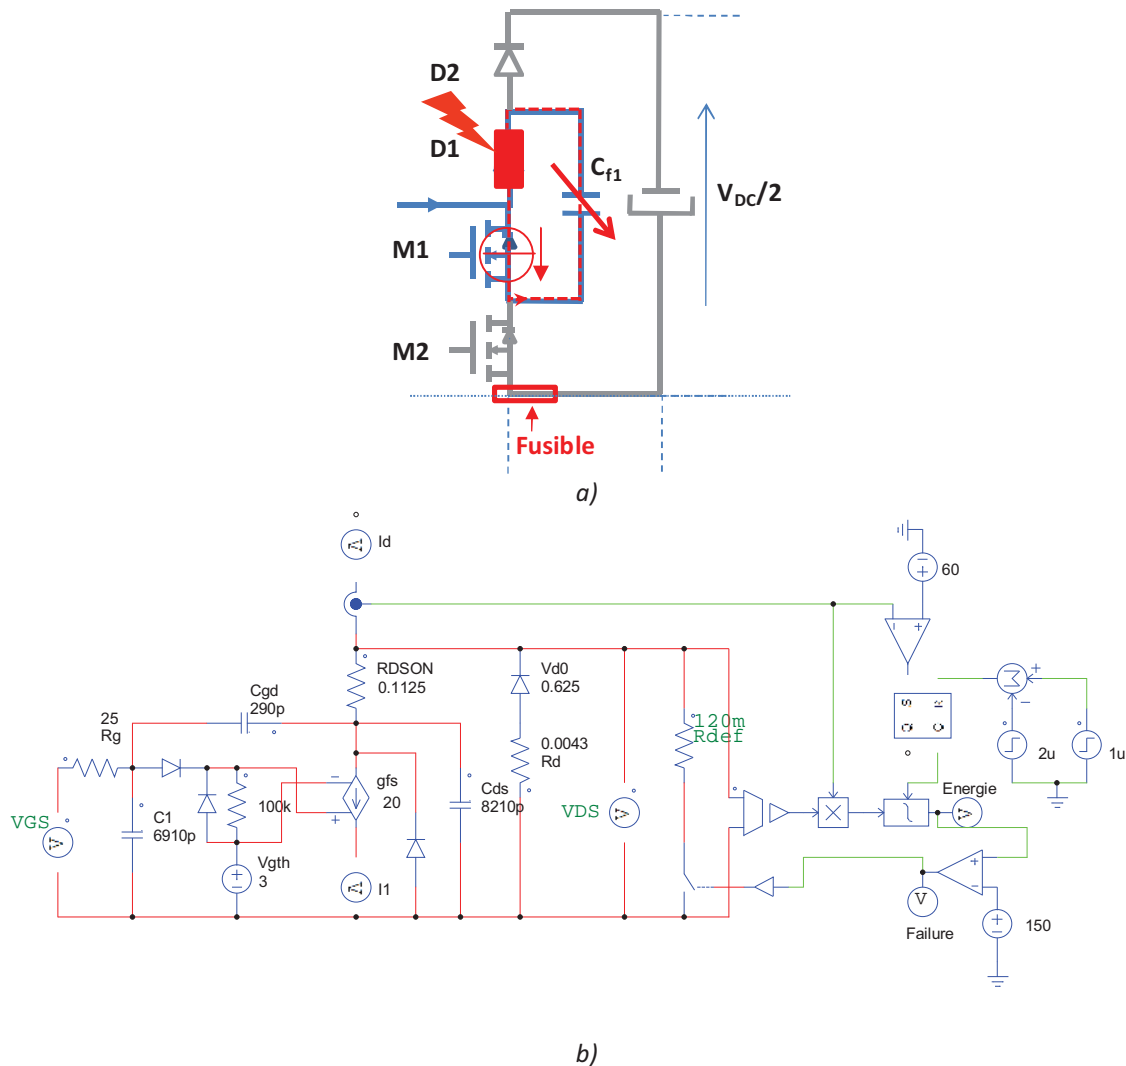 D2
D1
Cf1
VDC/2
M1
M2
Fusible
a)
Id
60
RDSON
0.1125
Vd0
0.625
Cgd
290p
25
Rg
120m
Rdef
0.0043
Rd
2u
1u
gfs
20
100k
Cds
8210p
Energie
VGS
C1
6910p
VDS
Vgth
3
I1
V
Failure
150
b)